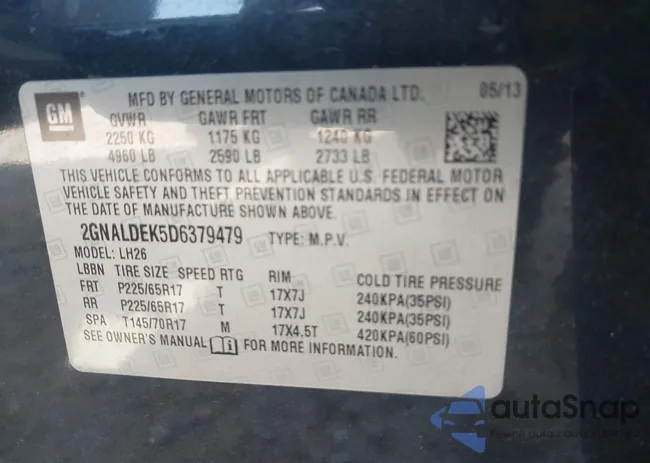 GM
MFD BY GENERAL MOTORS OF CANADA LTD. 05/13
GVWR GAWR FRT GAWR RR
2250 KG 1175 KG 1240 KG
4960 LB 2590 LB 2733 LB
THIS VEHICLE CONFORMS TO ALL APPLICABLE U.S. FEDERAL MOTOR
VEHICLE SAFETY AND THEFT PREVENTION STANDARDS IN EFFECT ON
THE DATE OF MANUFACTURE SHOWN ABOVE.
2GNALDEK5D6379479 TYPE: M.P.V.
MODEL: LH26
LBBN TIRE SIZE SPEED RTG RIM COLD TIRE PRESSURE
FRT P225/65R17 T 17X7J 240KPA(35PSI)
RR P225/65R17 T 17X7J 240KPA(35PSI)
SPA T145/70R17 M 17X4.5T 420KPA(60PSI)
SEE OWNER'S MANUAL FOR MORE INFORMATION.
autoSnap